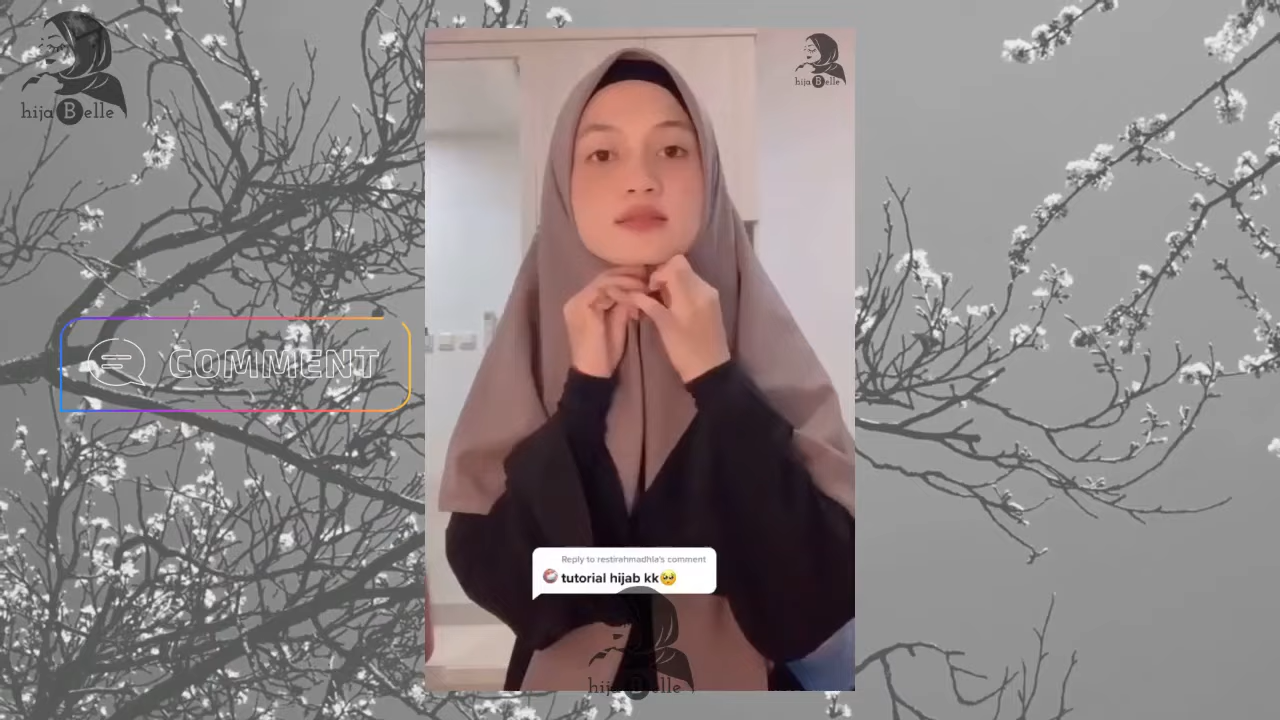 hijaBelle
hijaBelle
COMMENT
Reply to restirahmadhla's comment
tutorial hijab kk🥺
hijaBelle